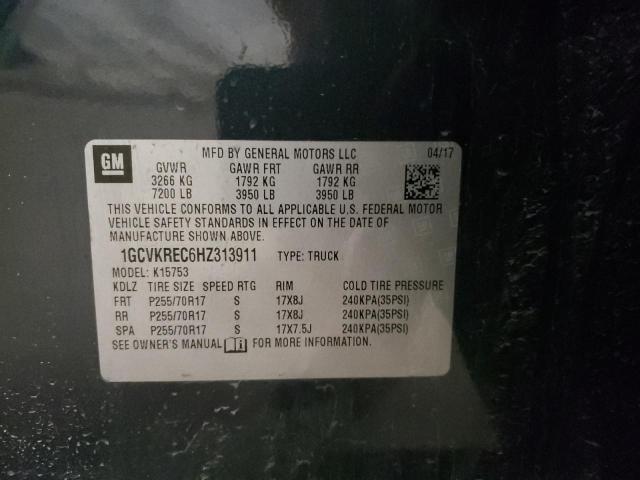 GM
MFD BY GENERAL MOTORS LLC 04/17
GVWR GAWR FRT GAWR RR
3266 KG 1792 KG 1792 KG
7200 LB 3950 LB 3950 LB
THIS VEHICLE CONFORMS TO ALL APPLICABLE U.S. FEDERAL MOTOR
VEHICLE SAFETY STANDARDS IN EFFECT ON THE DATE OF
MANUFACTURE SHOWN ABOVE.
1GCVKREC6HZ313911 TYPE: TRUCK
MODEL: K15753
KDLZ TIRE SIZE SPEED RTG RIM COLD TIRE PRESSURE
FRT P255/70R17 S 17X8J 240KPA(35PSI)
RR P255/70R17 S 17X8J 240KPA(35PSI)
SPA P255/70R17 S 17X7.5J 240KPA(35PSI)
SEE OWNER'S MANUAL FOR MORE INFORMATION.